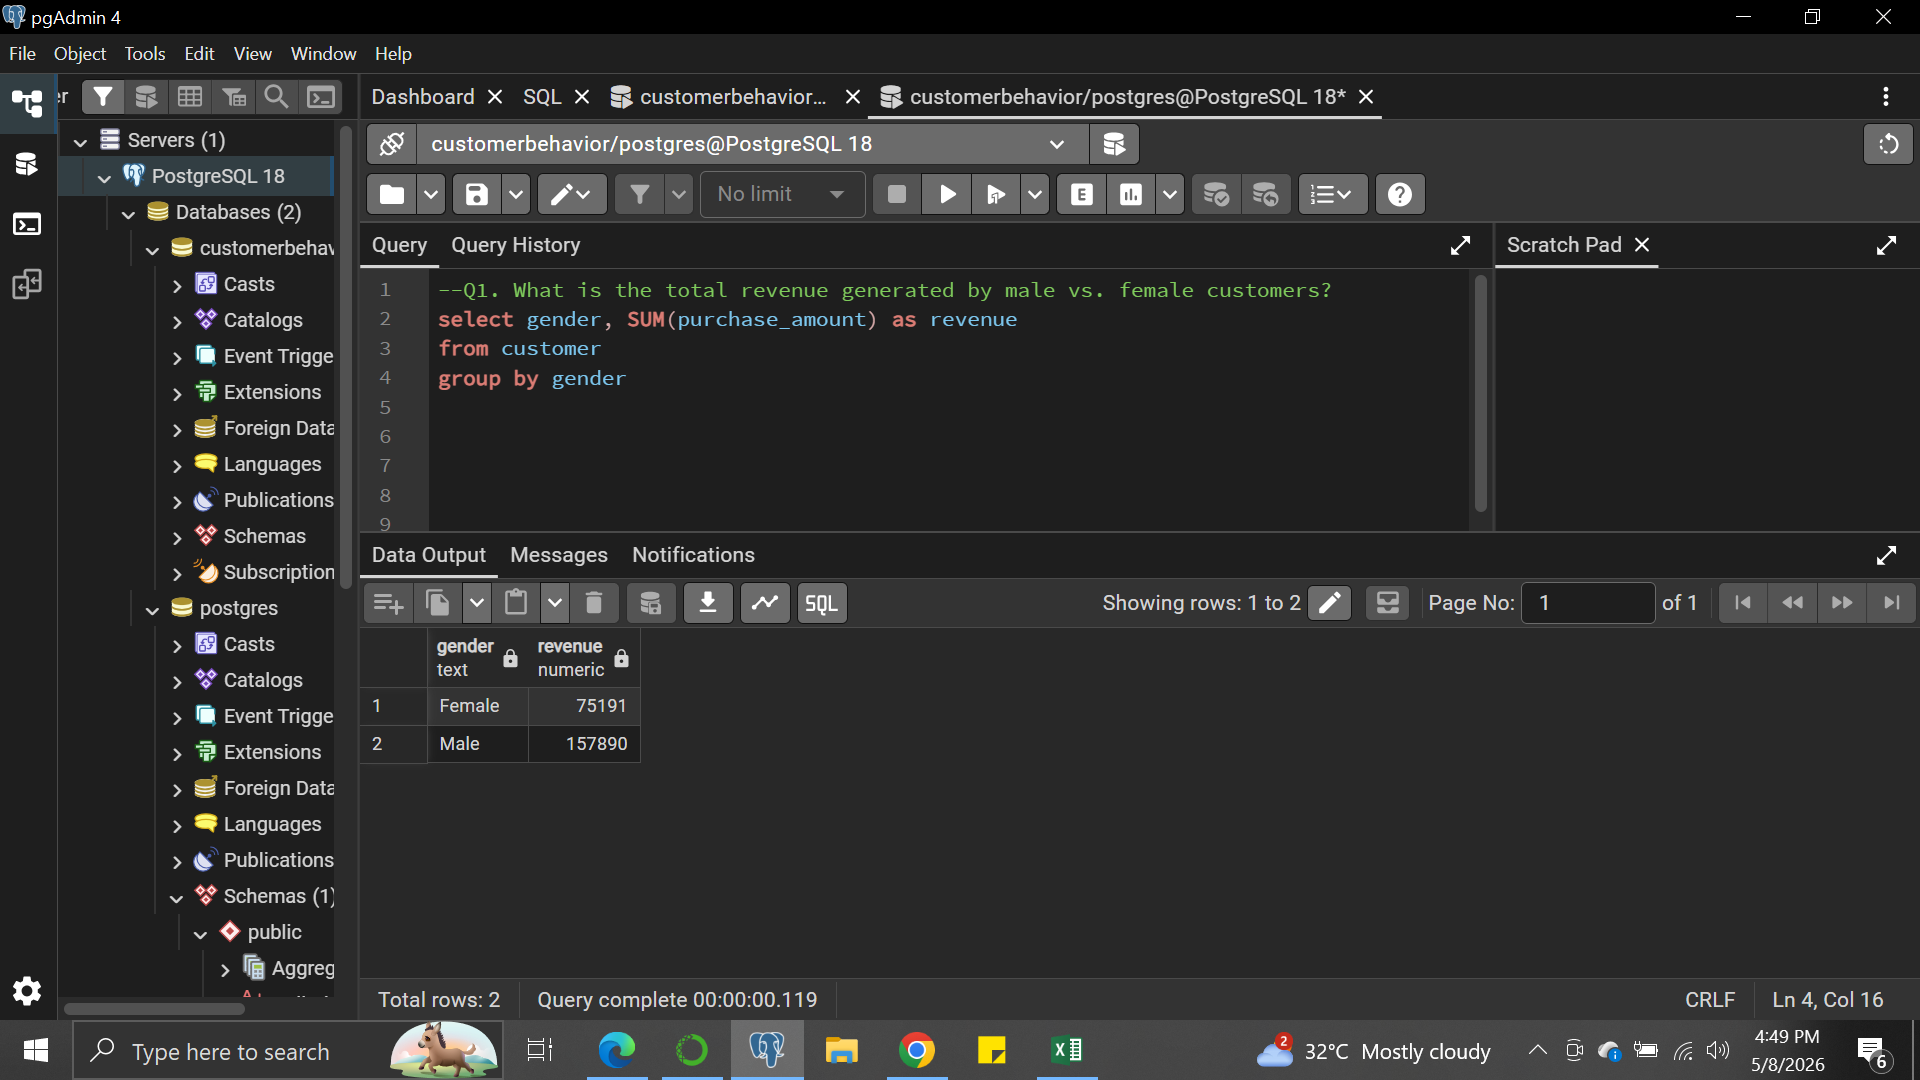 pgAdmin 4
File Object Tools Edit View Window Help
er
Dashboard SQL customerbehavior... customerbehavior/postgres@PostgreSQL 18*
Servers (1)
PostgreSQL 18
Databases (2)
customerbehav
Casts
Catalogs
Event Trigge
Extensions
Foreign Data
Languages
Publications
Schemas
Subscription
postgres
Casts
Catalogs
Event Trigge
Extensions
Foreign Data
Languages
Publications
Schemas (1)
public
Aggreg
customerbehavior/postgres@PostgreSQL 18
No limit
E
Query Query History
Scratch Pad
1 --Q1. What is the total revenue generated by male vs. female customers?
2 select gender, SUM(purchase_amount) as revenue
3 from customer
4 group by gender
5
6
7
8
9
Data Output Messages Notifications
SQL Showing rows: 1 to 2 Page No: 1 of 1
gender revenue
text numeric
1 Female 75191
2 Male 157890
Total rows: 2 Query complete 00:00:00.119 CRLF Ln 4, Col 16
Type here to search
2
32°C Mostly cloudy
4:49 PM
5/8/2026
6